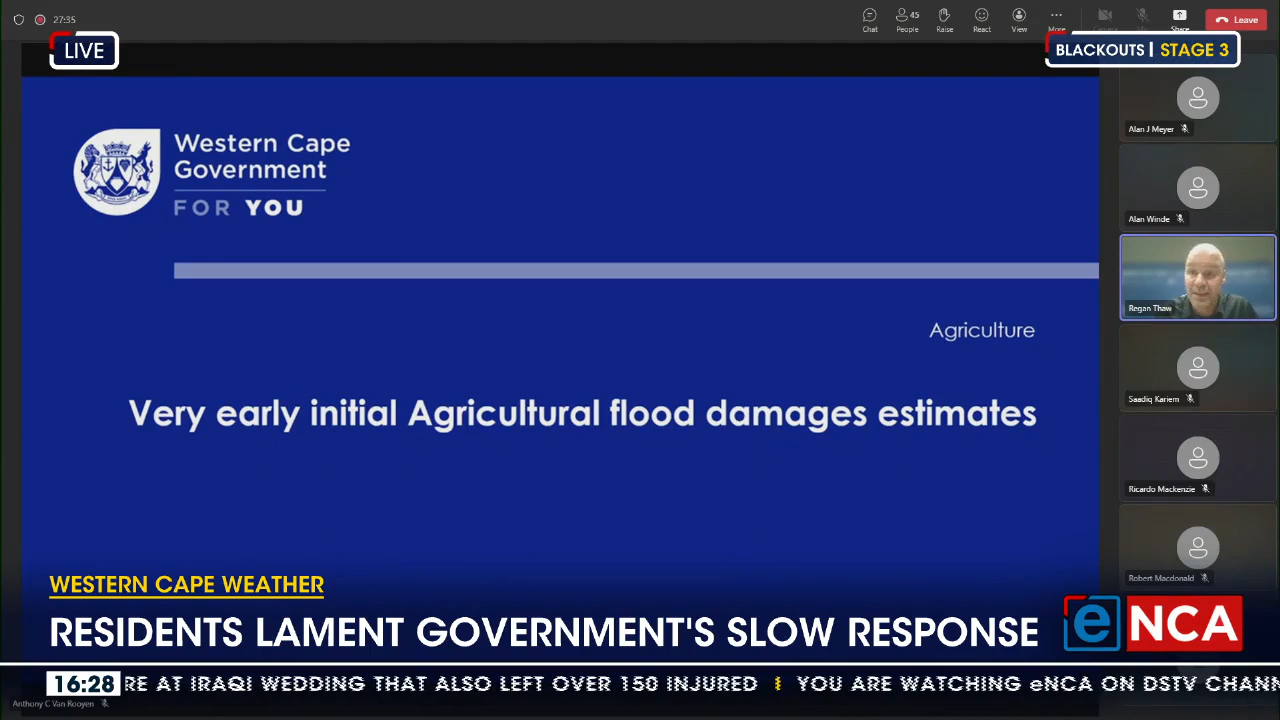 27:35
Chat
45
People
Raise
React
View
More
Share
Leave
LIVE
BLACKOUTS | STAGE 3
Western Cape
Government
FOR YOU
Alan J Meyer
Alan Winde
Regan Thaw
Saadiq Kariem
Ricardo Mackenzie
Robert Macdonald
Agriculture
Very early initial Agricultural flood damages estimates
WESTERN CAPE WEATHER
RESIDENTS LAMENT GOVERNMENT'S SLOW RESPONSE
eNCA
16:28
RE AT IRAQI WEDDING THAT ALSO LEFT OVER 150 INJURED YOU ARE WATCHING eNCA ON DSTV CHANN
Anthony C Van Rooyen